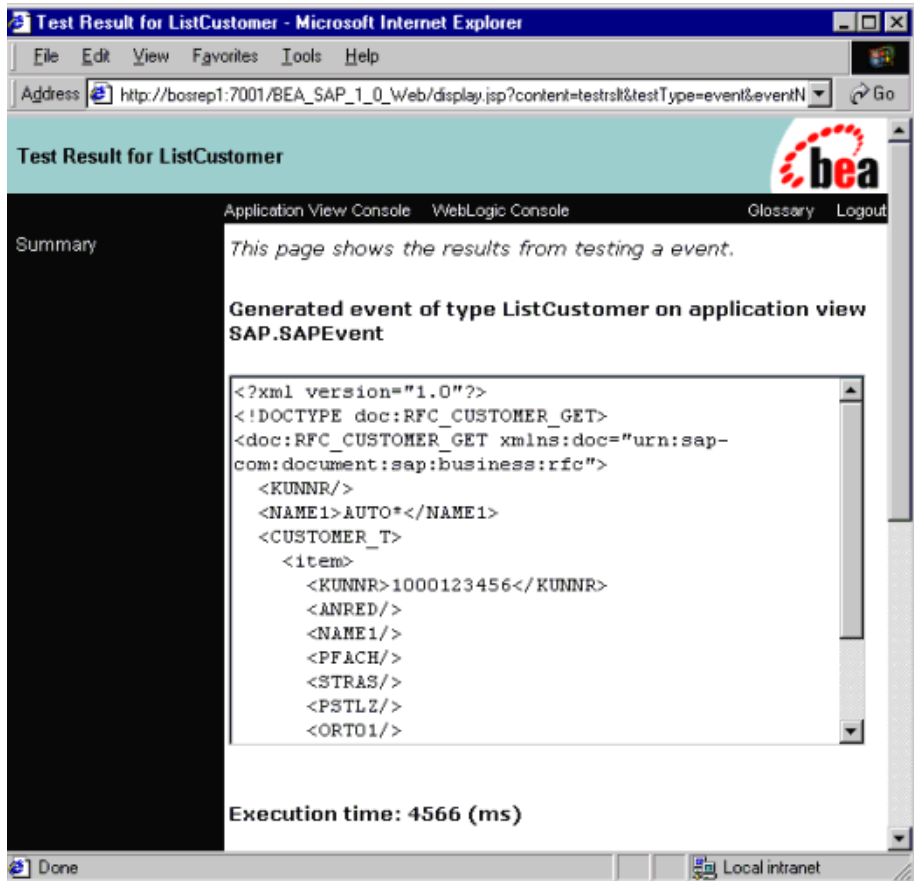 Test Result for ListCustomer - Microsoft Internet Explorer
File Edit View Favorites Tools Help
Address http://bosrep1:7001/BEA_SAP_1_0_Web/display.jsp?content=testrslt&testType=event&eventN Go
Test Result for ListCustomer
bea
Application View Console WebLogic Console Glossary Logout
Summary
This page shows the results from testing a event.
Generated event of type ListCustomer on application view
SAP.SAPEvent
<?xml version="1.0"?>
<!DOCTYPE doc:RFC_CUSTOMER_GET>
<doc:RFC_CUSTOMER_GET xmlns:doc="urn:sap-
com:document:sap:business:rfc">
<KUNNR/>
<NAME1>AUTO*</NAME1>
<CUSTOMER_T>
<item>
<KUNNR>1000123456</KUNNR>
<ANRED/>
<NAME1/>
<PFACH/>
<STRAS/>
<PSTLZ/>
<ORT01/>
Execution time: 4566 (ms)
Done Local intranet